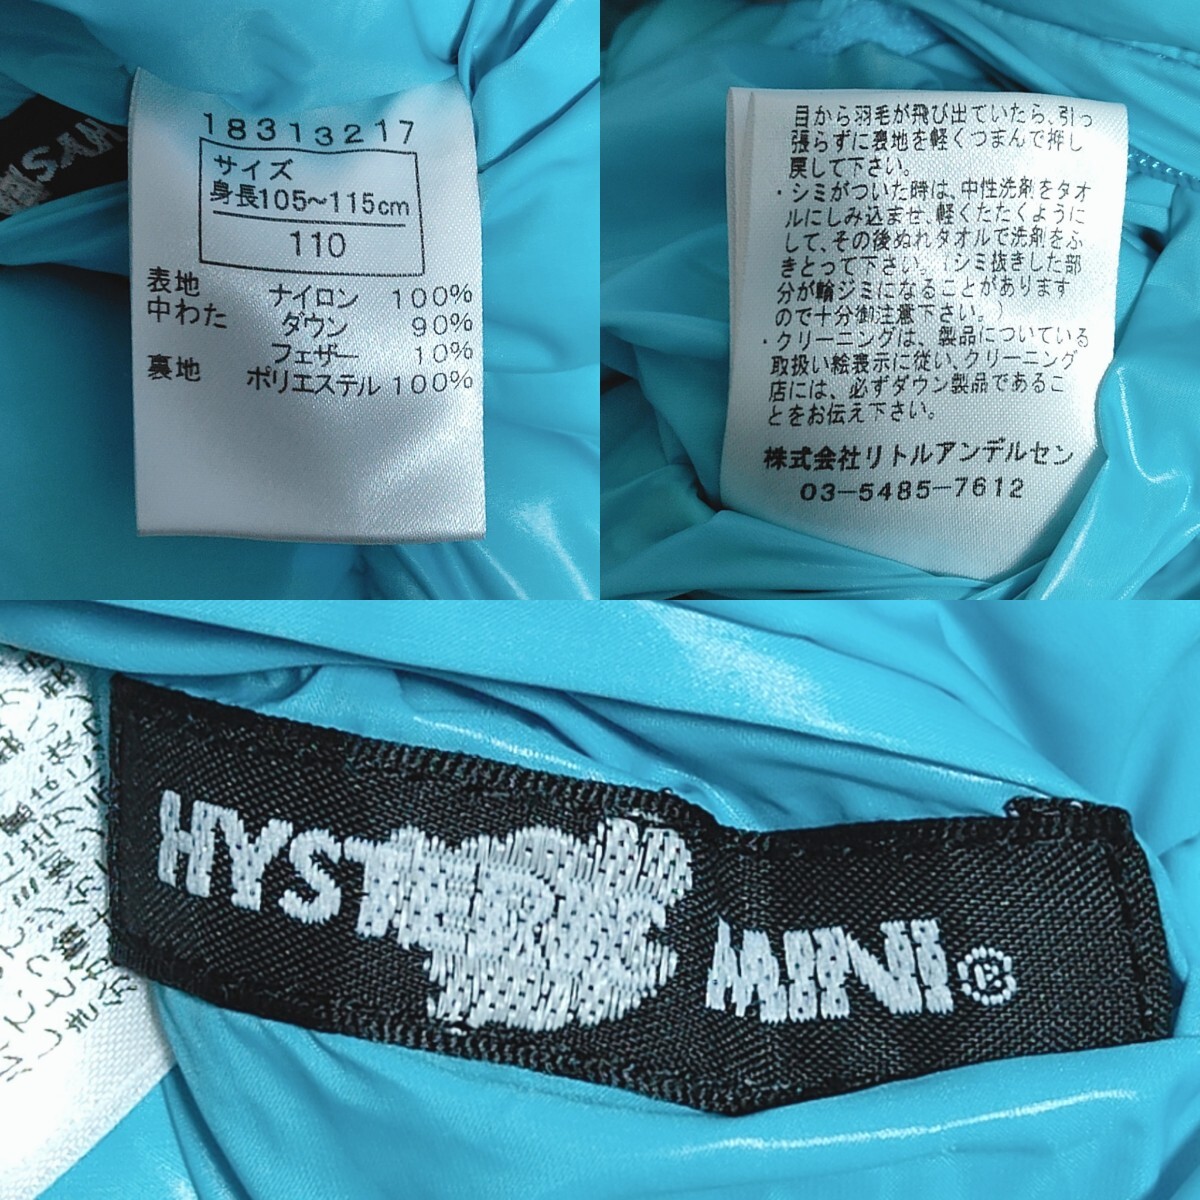 18313217
サイズ
身長105～115cm
110
表地 ナイロン 100%
中わた ダウン 90%
フェザー 10%
裏地 ポリエステル 100%
目から羽毛が飛び出ていたら、引っ
張らずに表地を軽くつまんで押し
戻して下さい。
・シミがついた時は、中性洗剤をタオ
ルにしみ込ませ、軽くたたくように
して、その後ぬれタオルで洗剤をふ
きとって下さい。(シミ抜きした部
分が輪ジミになることがあります
ので十分御注意下さい。)
・クリーニングは、製品についている
取扱い絵表示に従い、クリーニング
店には、必ずダウン製品であるこ
とをお伝え下さい。
株式会社リトルアンデルセン
03-5485-7612
HYSTERIC MINI®